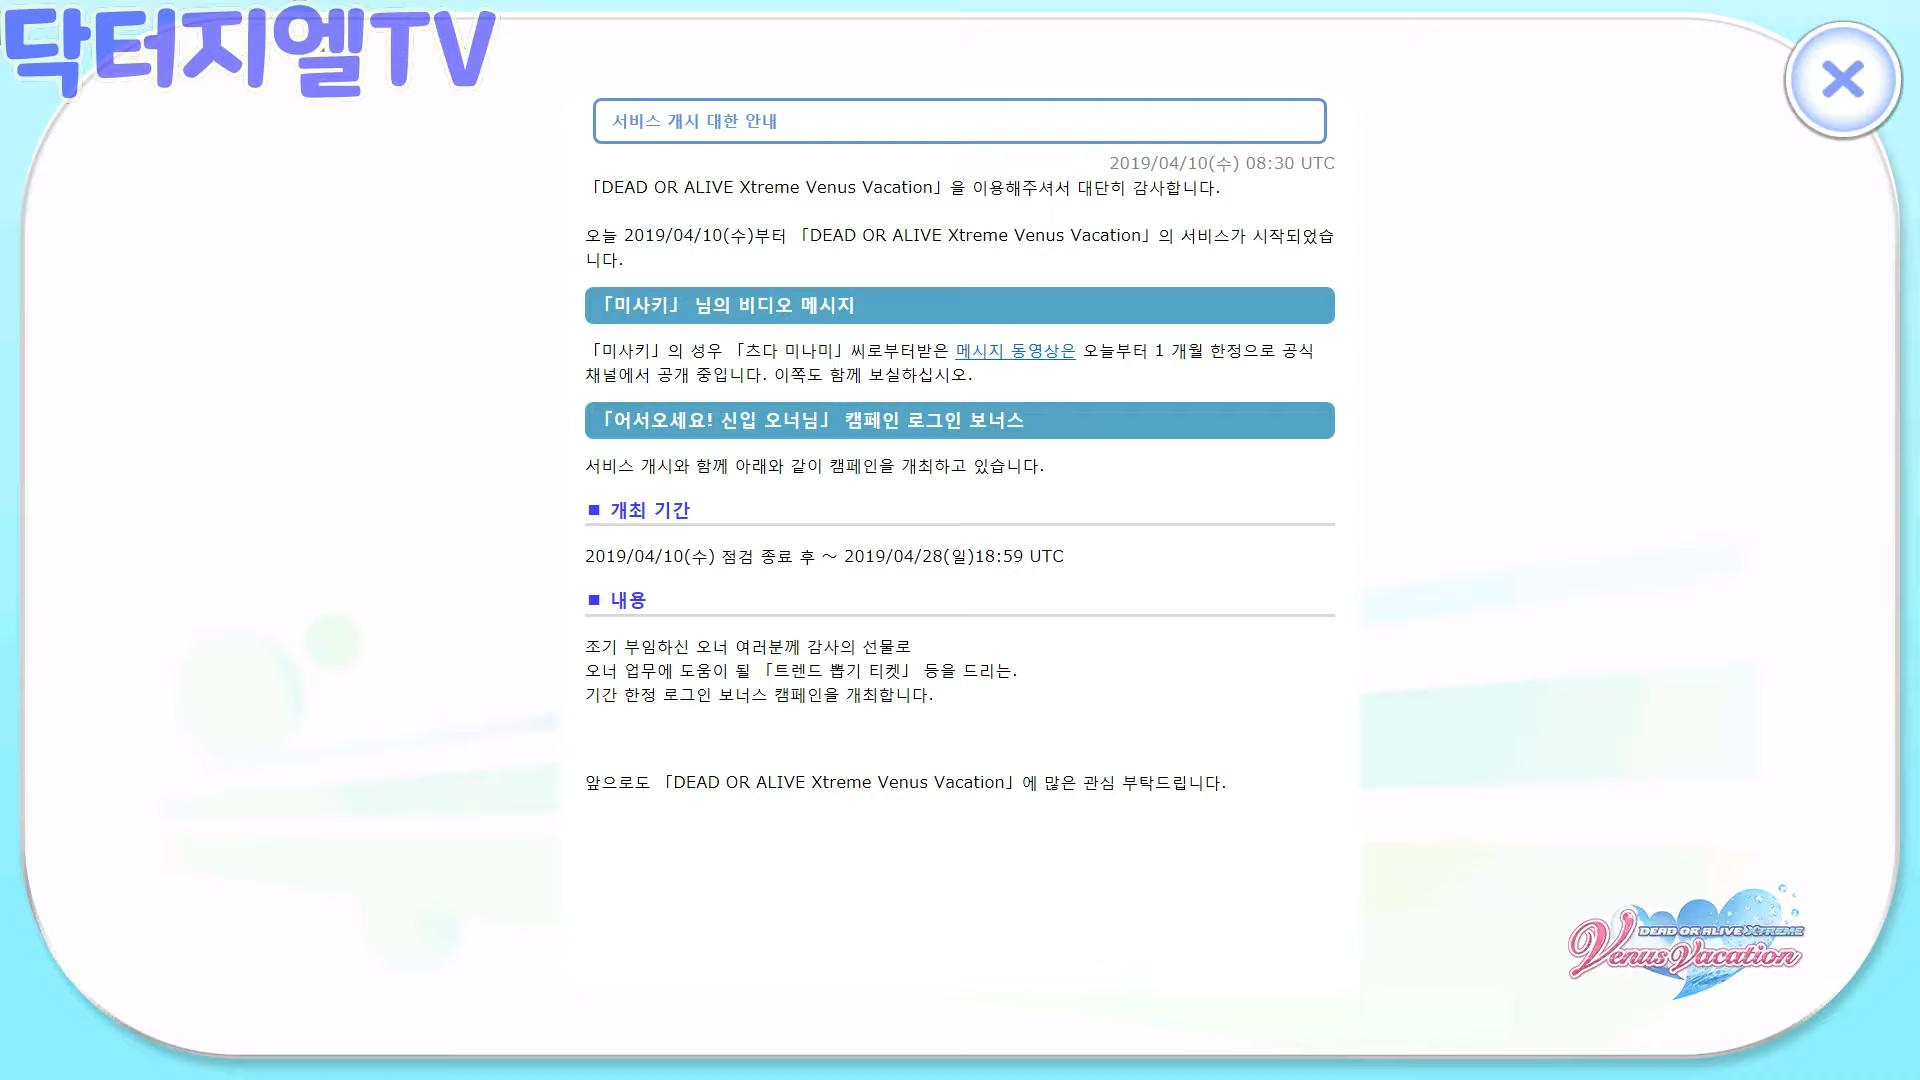 닥터지엘TV
서비스 개시 대한 안내
2019/04/10(수) 08:30 UTC
「DEAD OR ALIVE Xtreme Venus Vacation」을 이용해주셔서 대단히 감사합니다.
오늘 2019/04/10(수)부터 「DEAD OR ALIVE Xtreme Venus Vacation」의 서비스가 시작되었습
니다.
「미사키」 님의 비디오 메시지
「미사키」의 성우 「츠다 미나미」씨로부터받은 메시지 동영상은 오늘부터 1 개월 한정으로 공식
채널에서 공개 중입니다. 이쪽도 함께 보실하십시오.
「어서오세요! 신입 오너님」 캠페인 로그인 보너스
서비스 개시와 함께 아래와 같이 캠페인을 개최하고 있습니다.
■ 개최 기간
2019/04/10(수) 점검 종료 후 ～ 2019/04/28(일)18:59 UTC
■ 내용
조기 부임하신 오너 여러분께 감사의 선물로
오너 업무에 도움이 될 「트렌드 뽑기 티켓」 등을 드리는.
기간 한정 로그인 보너스 캠페인을 개최합니다.
앞으로도 「DEAD OR ALIVE Xtreme Venus Vacation」에 많은 관심 부탁드립니다.
DEAD OR ALIVE XTREME
Venus Vacation